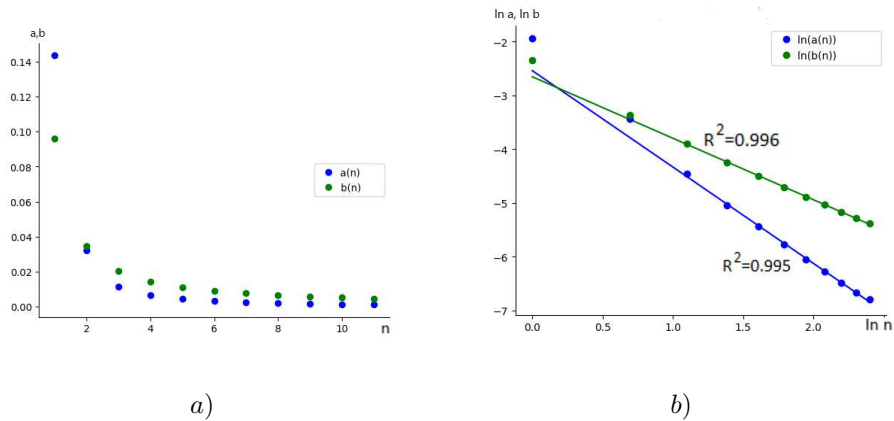 a,b
0.14
0.12
0.10
0.08
0.06
0.04
0.02
0.00
2
4
6
8
10
n
a(n)
b(n)
a)
ln a, ln b
−2
−3
−4
−5
−6
−7
0.0
0.5
1.0
1.5
2.0
ln n
ln(a(n))
ln(b(n))
R²=0.996
R²=0.995
b)